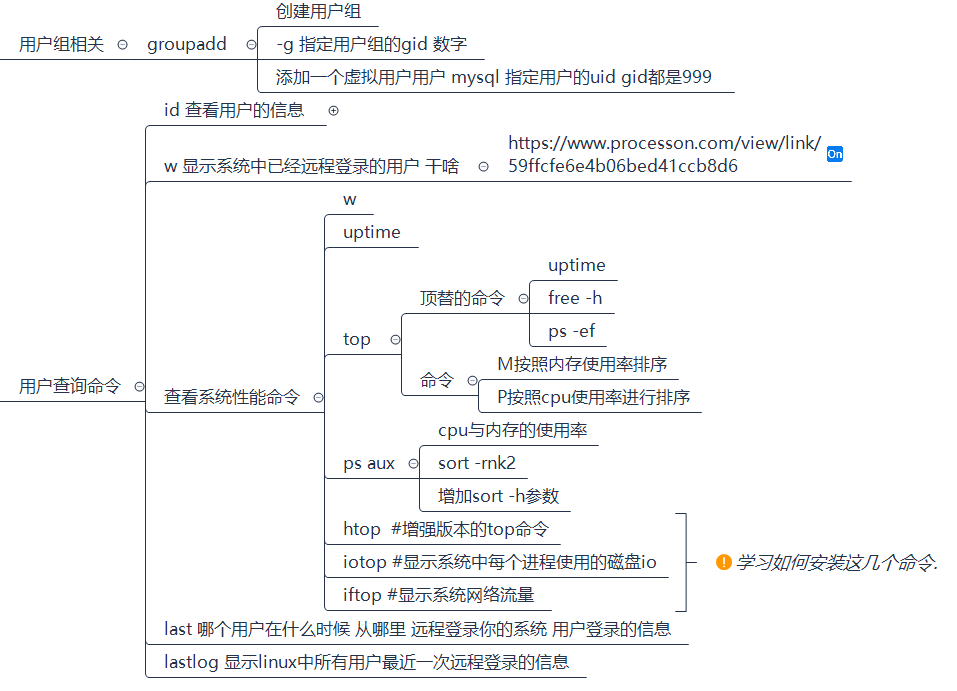 创建用户组
用户组相关
groupadd
-g 指定用户组的gid 数字
添加一个虚拟用户用户 mysql 指定用户的uid gid都是999
id 查看用户的信息
w 显示系统中已经远程登录的用户 干啥
https://www.processon.com/view/link/
59ffcfe6e4b06bed41ccb8d6
On
w
uptime
uptime
顶替的命令
free -h
ps -ef
top
M按照内存使用率排序
命令
P按照cpu使用率进行排序
用户查询命令
查看系统性能命令
cpu与内存的使用率
ps aux
sort -rnk2
增加sort -h参数
htop #增强版本的top命令
iotop #显示系统中每个进程使用的磁盘io
iftop #显示系统网络流量
学习如何安装这几个命令.
last 哪个用户在什么时候 从哪里 远程登录你的系统 用户登录的信息
lastlog 显示linux中所有用户最近一次远程登录的信息